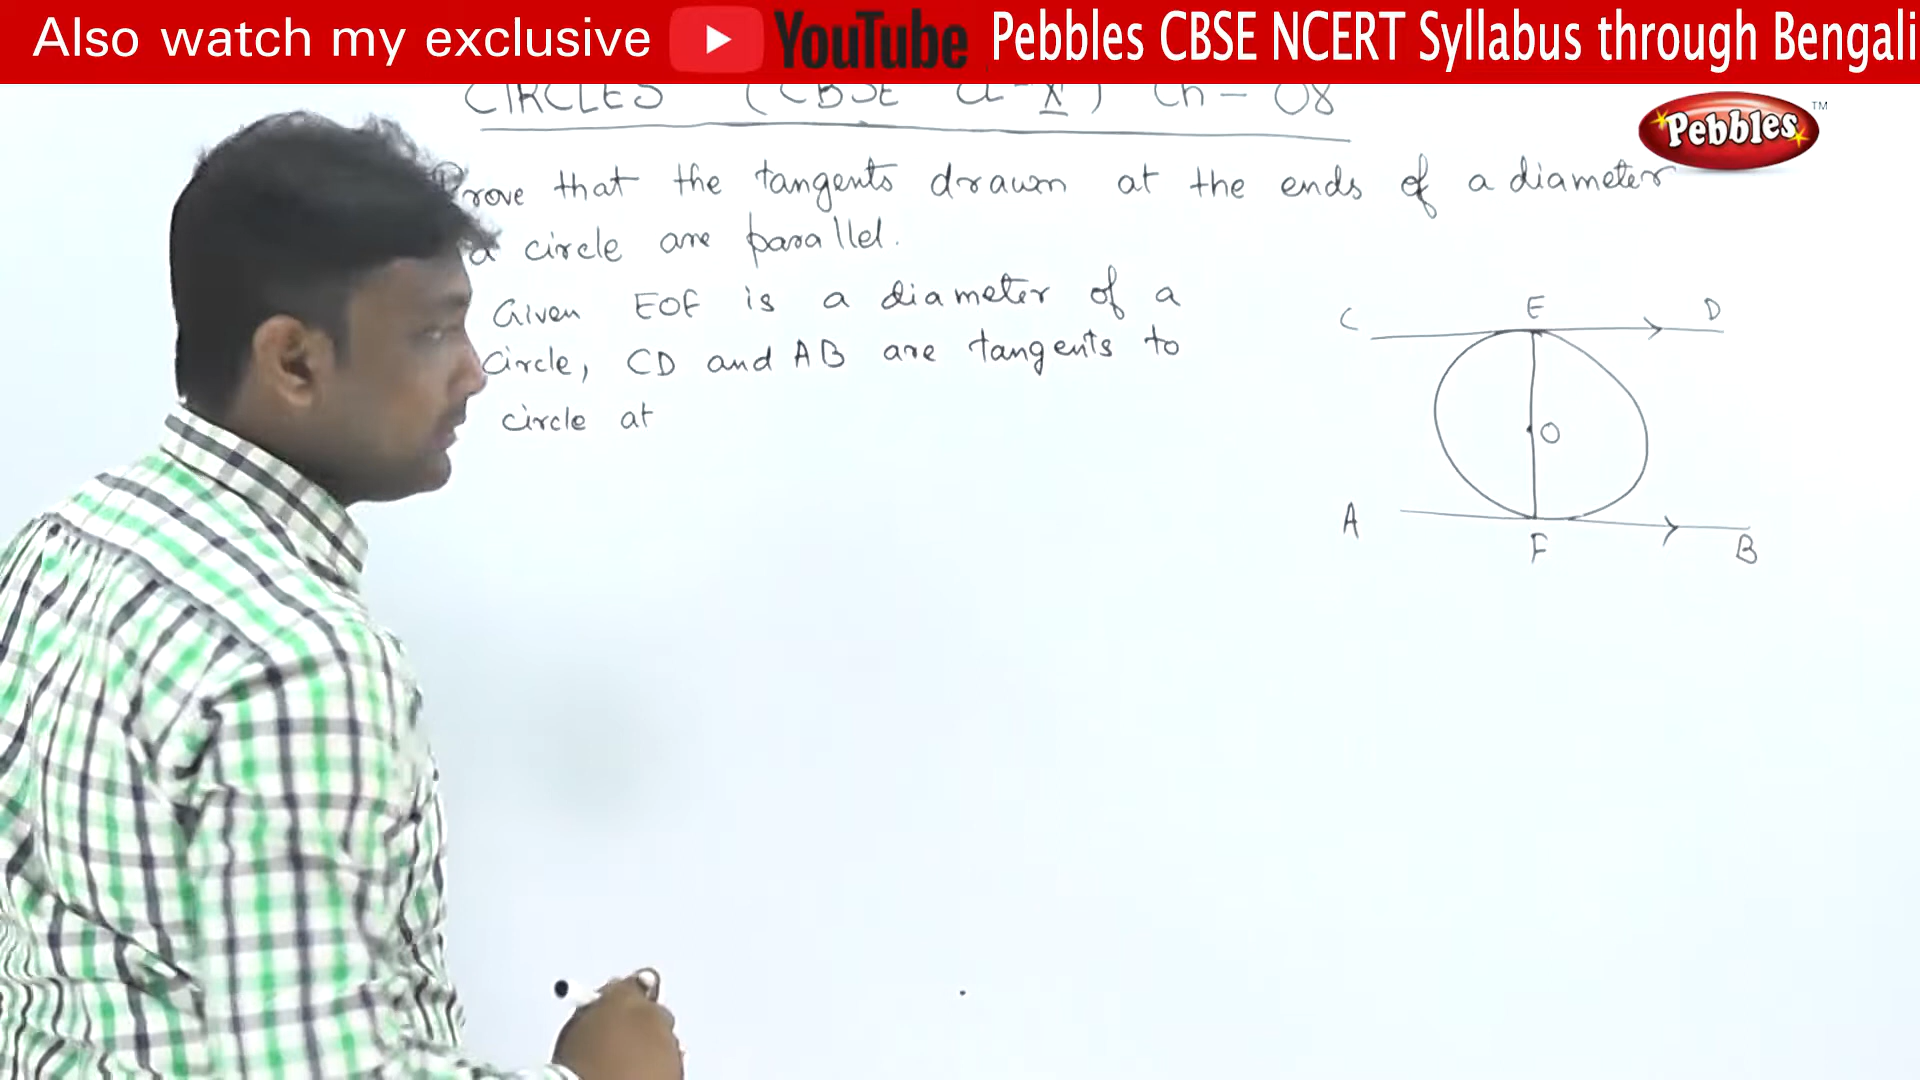 Also watch my exclusive YouTube Pebbles CBSE NCERT Syllabus through Bengali
CIRCLES (CBSE Cl-X) Ch-08
Pebbles TM
Prove that the tangents drawn at the ends of a diameter
a circle are parallel.
Given EOF is a diameter of a
circle, CD and AB are tangents to
circle at
C E D
O
A F B